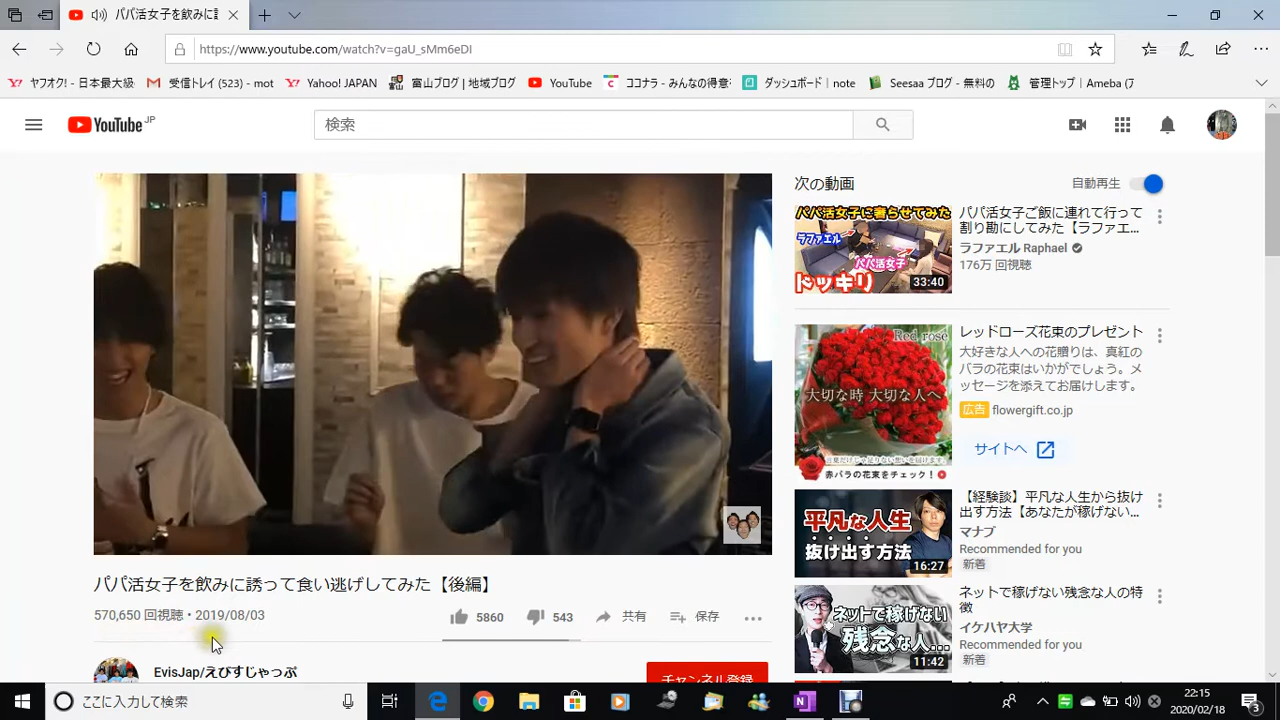 パパ活女子を飲みに誘
https://www.youtube.com/watch?v=gaU_sMm6eDI
ヤフオク! - 日本最大級
受信トレイ (523) - mot
Yahoo! JAPAN
富山ブログ | 地域ブログ
YouTube
ココナラ - みんなの得意
ダッシュボード | note
Seesaa ブログ - 無料の
管理トップ | Ameba (ア
YouTube JP
検索
次の動画
自動再生
パパ活女子に奢らせてみた
ラファエル
パパ活女子
ドッキリ
33:40
パパ活女子ご飯に連れて行って
割り勘にしてみた【ラファエ...
ラファエル Raphael
176万 回視聴
Red rose
大切な時 大切な人へ
赤バラの花束をチェック!
レッドローズ花束のプレゼント
大好きな人への花贈りは、真紅の
バラの花束はいかがでしょう。メ
ッセージを添えてお届けします。
広告 flowergift.co.jp
サイトへ
平凡な人生
抜け出す方法
16:27
【経験談】平凡な人生から抜け
出す方法【あなたが稼げない...
マナブ
Recommended for you
新着
ネットで稼げない
残念な人...
11:42
ネットで稼げない残念な人の特
徴
イケハヤ大学
Recommended for you
新着
パパ活女子を飲みに誘って食い逃げしてみた【後編】
570,650 回視聴・2019/08/03
5860
543
共有
保存
EvisJap/えびすじゃっぷ
チャンネル登録
ここに入力して検索
22:15
2020/02/18
3